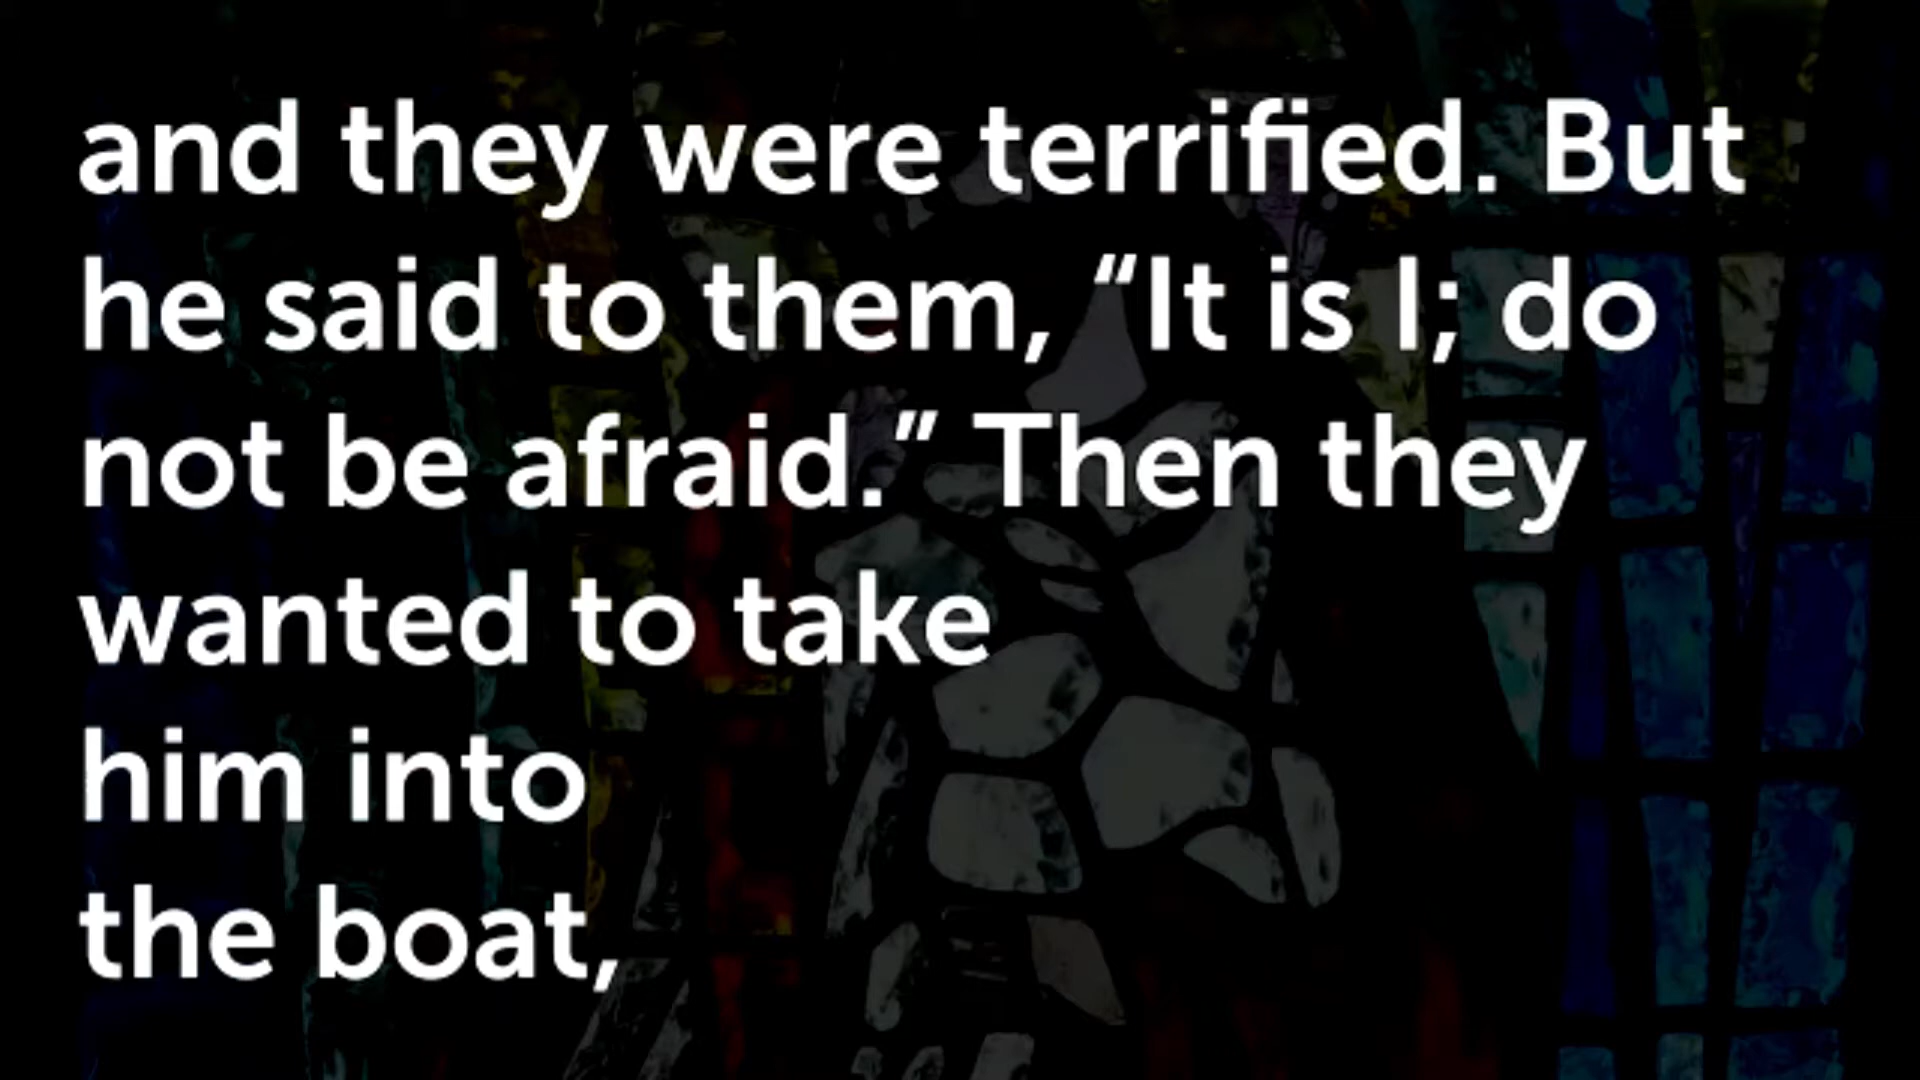 and they were terrified. But
he said to them, “It is I; do
not be afraid.” Then they
wanted to take
him into
the boat,